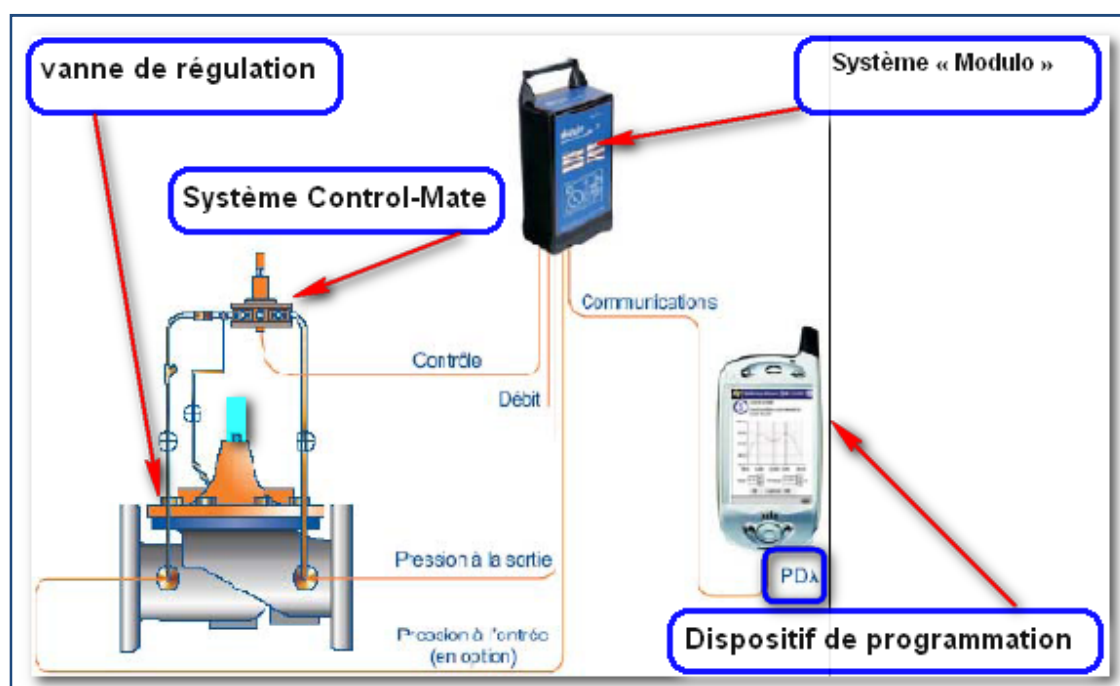 vanne de régulation
Système « Modulo »
Système Control-Mate
Communications
Contrôle
Débit
Pression à la sortie
PDA
Pression à l'entrée
(en option)
Dispositif de programmation